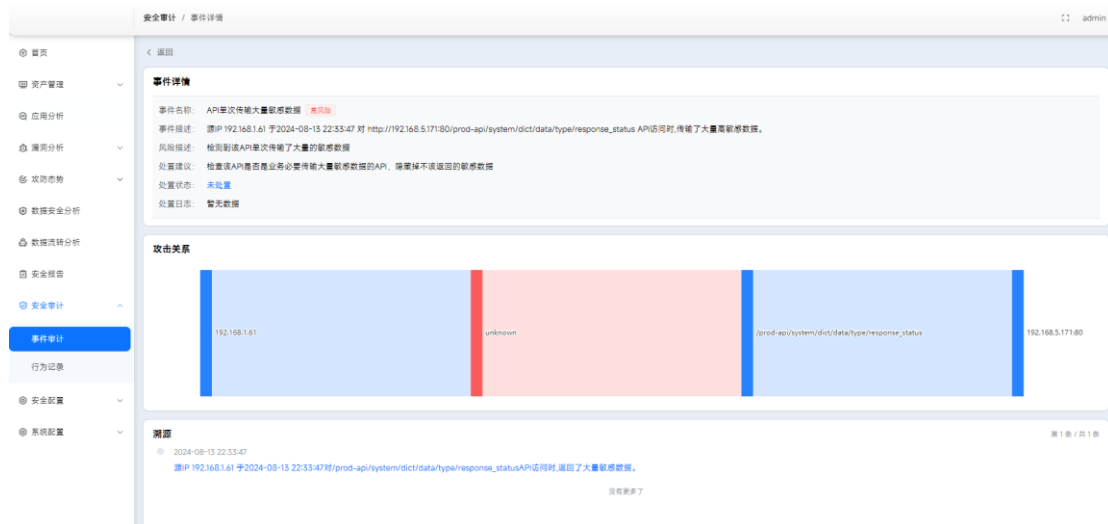 安全审计 / 事件详情
admin
首页
资产管理
应用分析
漏洞分析
攻防态势
数据安全分析
数据流转分析
安全报告
安全审计
事件审计
行为记录
安全配置
系统配置
< 返回
事件详情
事件名称: API单次传输大量敏感数据 高风险
事件描述: 源IP 192.168.1.61 于2024-08-13 22:33:47 对 http://192.168.5.171:80/prod-api/system/dict/data/type/response_status API访问时,传输了大量高敏感数据。
风险描述: 检测到该API单次传输了大量的敏感数据
处置建议: 检查该API是否是业务必要传输大量敏感数据的API, 隐藏掉不该返回的敏感数据
处置状态: 未处置
处置日志: 暂无数据
攻击关系
192.168.1.61
unknown
/prod-api/system/dict/data/type/response_status
192.168.5.171:80
溯源
第 1 条 / 共 1 条
2024-08-13 22:33:47
源IP 192.168.1.61 于2024-08-13 22:33:47对/prod-api/system/dict/data/type/response_statusAPI访问时,返回了大量敏感数据。
没有更多了